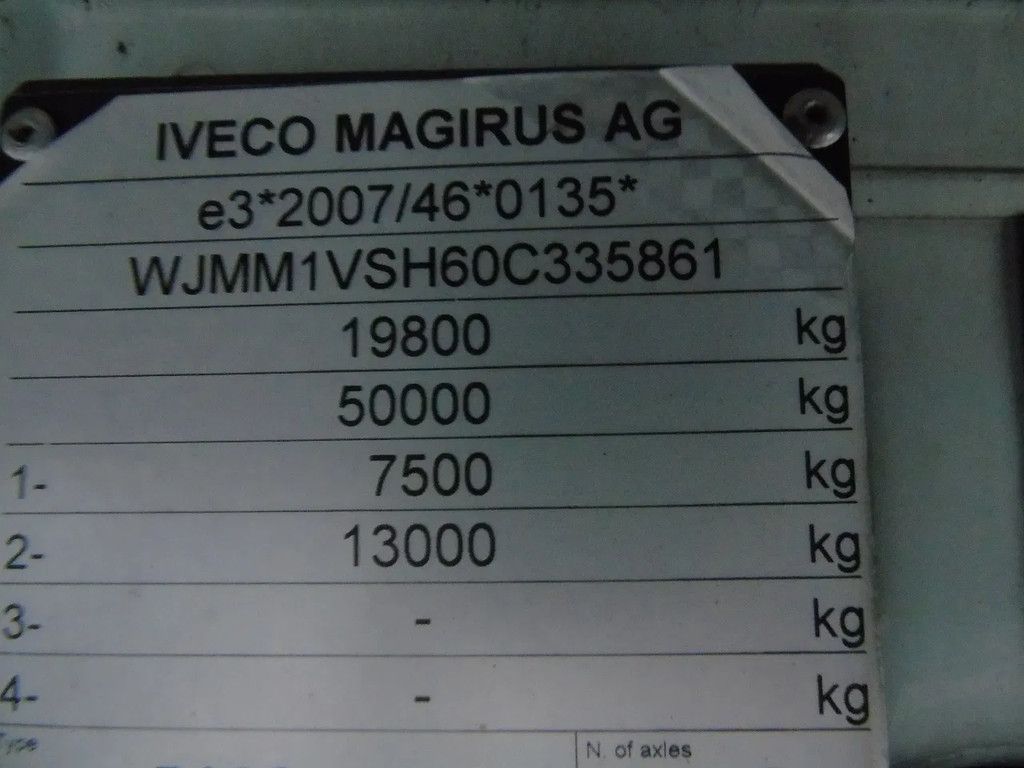 IVECO MAGIRUS AG
e3*2007/46*0135*
WJMM1VSH60C335861
19800 kg
50000 kg
1- 7500 kg
2- 13000 kg
3- - kg
4- - kg
Type N. of axles